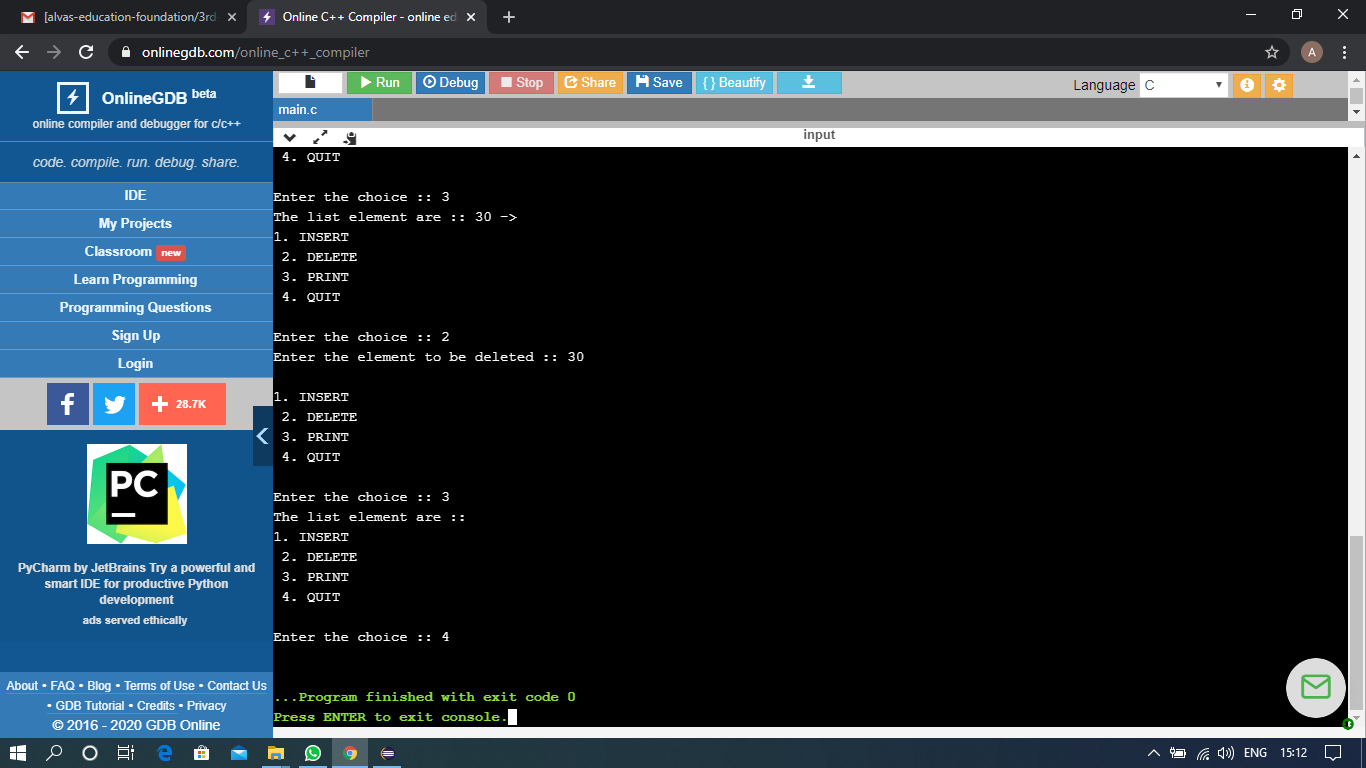 [alvas-education-foundation/3rd
Online C++ Compiler - online ed
onlinegdb.com/online_c++_compiler
A
OnlineGDB beta
online compiler and debugger for c/c++
code. compile. run. debug. share.
IDE
My Projects
Classroom new
Learn Programming
Programming Questions
Sign Up
Login
28.7K
PC
PyCharm by JetBrains Try a powerful and
smart IDE for productive Python
development
ads served ethically
About • FAQ • Blog • Terms of Use • Contact Us
• GDB Tutorial • Credits • Privacy
© 2016 - 2020 GDB Online
Run Debug Stop Share Save { } Beautify
Language C
main.c
input
4. QUIT
Enter the choice :: 3
The list element are :: 30 ->
1. INSERT
2. DELETE
3. PRINT
4. QUIT
Enter the choice :: 2
Enter the element to be deleted :: 30
1. INSERT
2. DELETE
3. PRINT
4. QUIT
Enter the choice :: 3
The list element are ::
1. INSERT
2. DELETE
3. PRINT
4. QUIT
Enter the choice :: 4
...Program finished with exit code 0
Press ENTER to exit console.
ENG 15:12